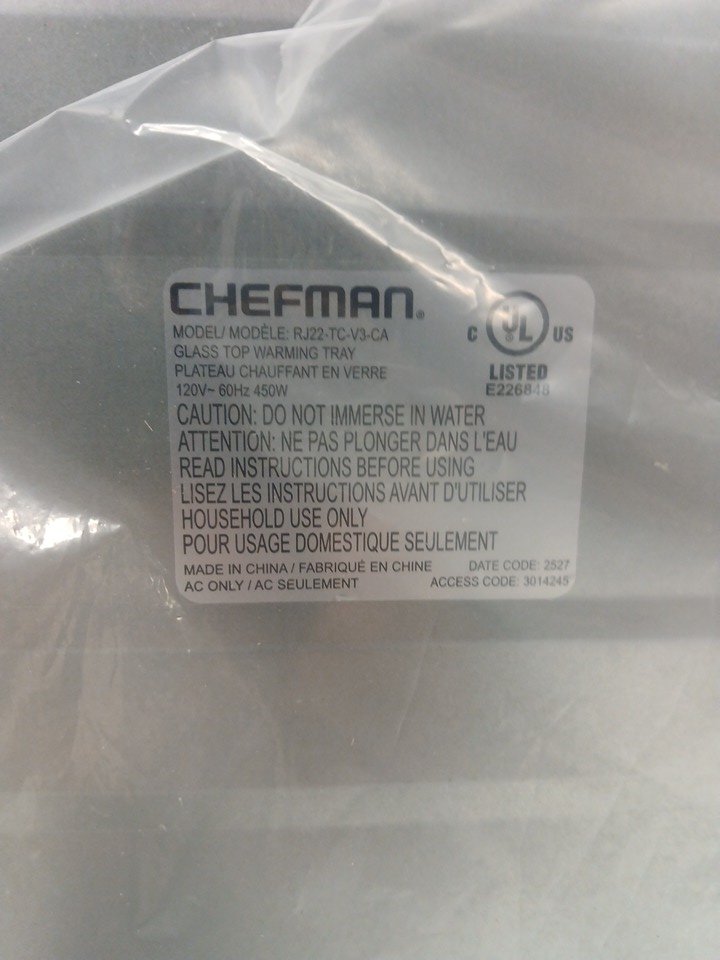 CHEFMAN®
MODEL/ MODÈLE: RJ22-TC-V3-CA
GLASS TOP WARMING TRAY
PLATEAU CHAUFFANT EN VERRE
120V~ 60Hz 450W
C UL® US
LISTED
E226848
CAUTION: DO NOT IMMERSE IN WATER
ATTENTION: NE PAS PLONGER DANS L'EAU
READ INSTRUCTIONS BEFORE USING
LISEZ LES INSTRUCTIONS AVANT D'UTILISER
HOUSEHOLD USE ONLY
POUR USAGE DOMESTIQUE SEULEMENT
MADE IN CHINA / FABRIQUÉ EN CHINE DATE CODE: 2527
AC ONLY / AC SEULEMENT ACCESS CODE: 3014245